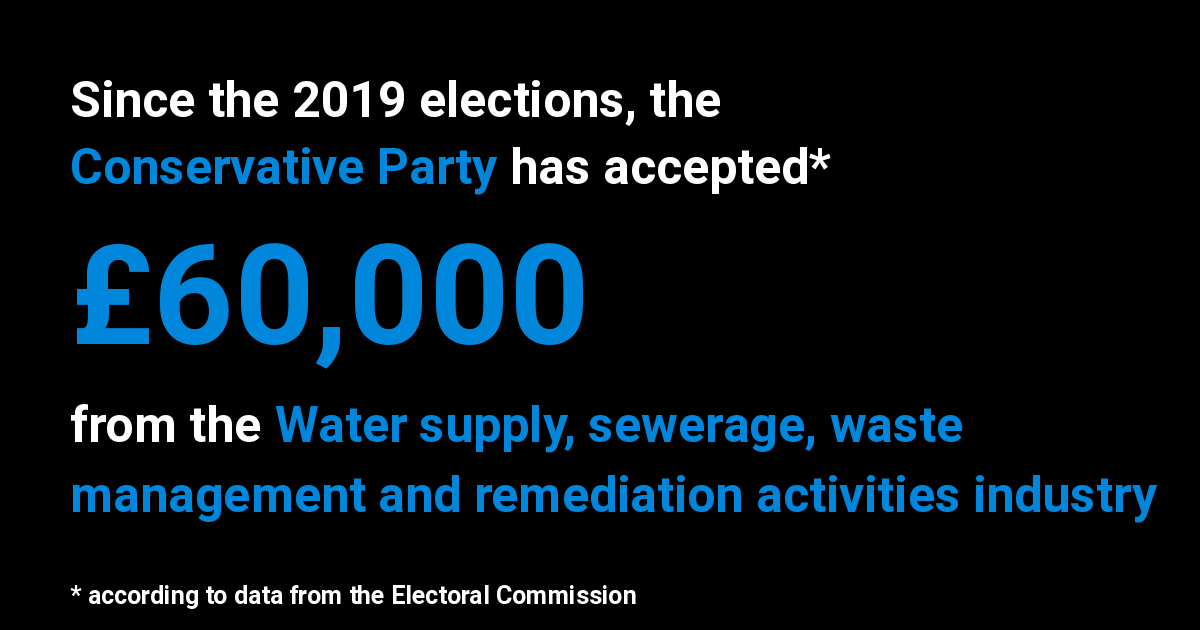 Since the 2019 elections, the
Conservative Party has accepted*
£60,000
from the Water supply, sewerage, waste
management and remediation activities industry
* according to data from the Electoral Commission